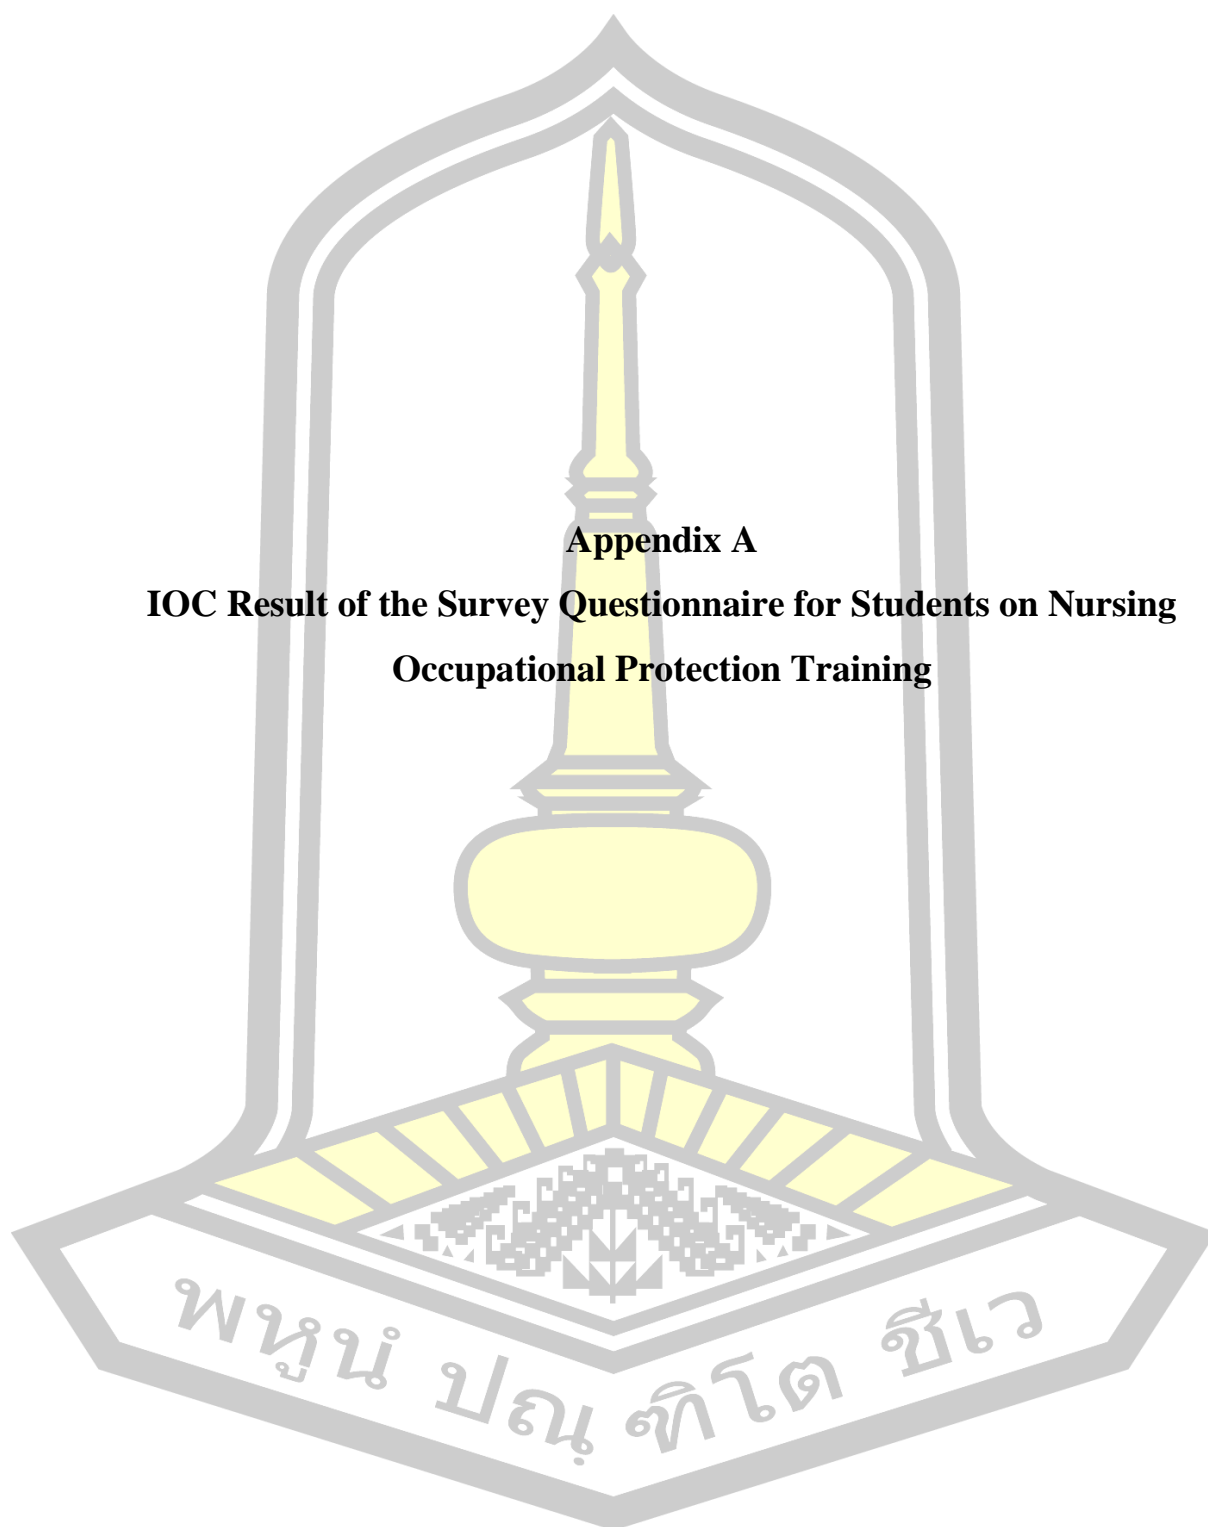 Appendix A
IOC Result of the Survey Questionnaire for Students on Nursing
Occupational Protection Training
พหูนํ ปณฺฑิโต ชีเว